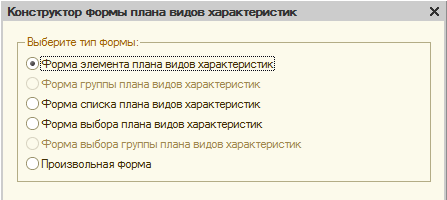 Конструктор формы плана видов характеристик
Выберите тип формы:
Форма элемента плана видов характеристик
Форма группы плана видов характеристик
Форма списка плана видов характеристик
Форма выбора плана видов характеристик
Форма выбора группы плана видов характеристик
Произвольная форма